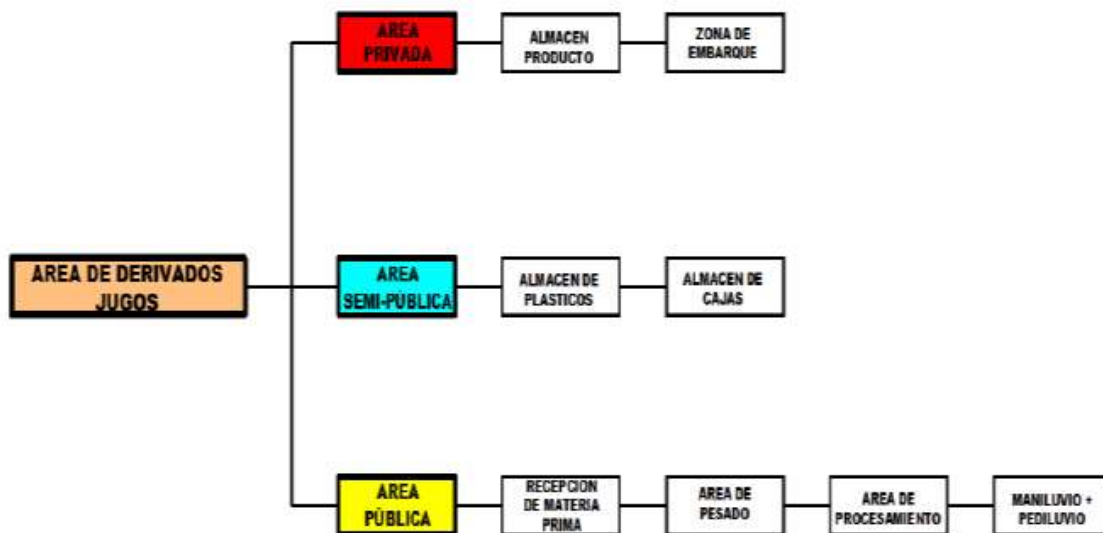 AREA
PRIVADA
ALMACEN
PRODUCTO
ZONA DE
EMBARQUE
AREA DE DERIVADOS
JUGOS
AREA
SEMI-PÚBLICA
ALMACEN DE
PLASTICOS
ALMACEN DE
CAJAS
AREA
PÚBLICA
RECEPCION
DE MATERIA
PRIMA
AREA DE
PESADO
AREA DE
PROCESAMIENTO
MANILUVIO +
PEDILUVIO